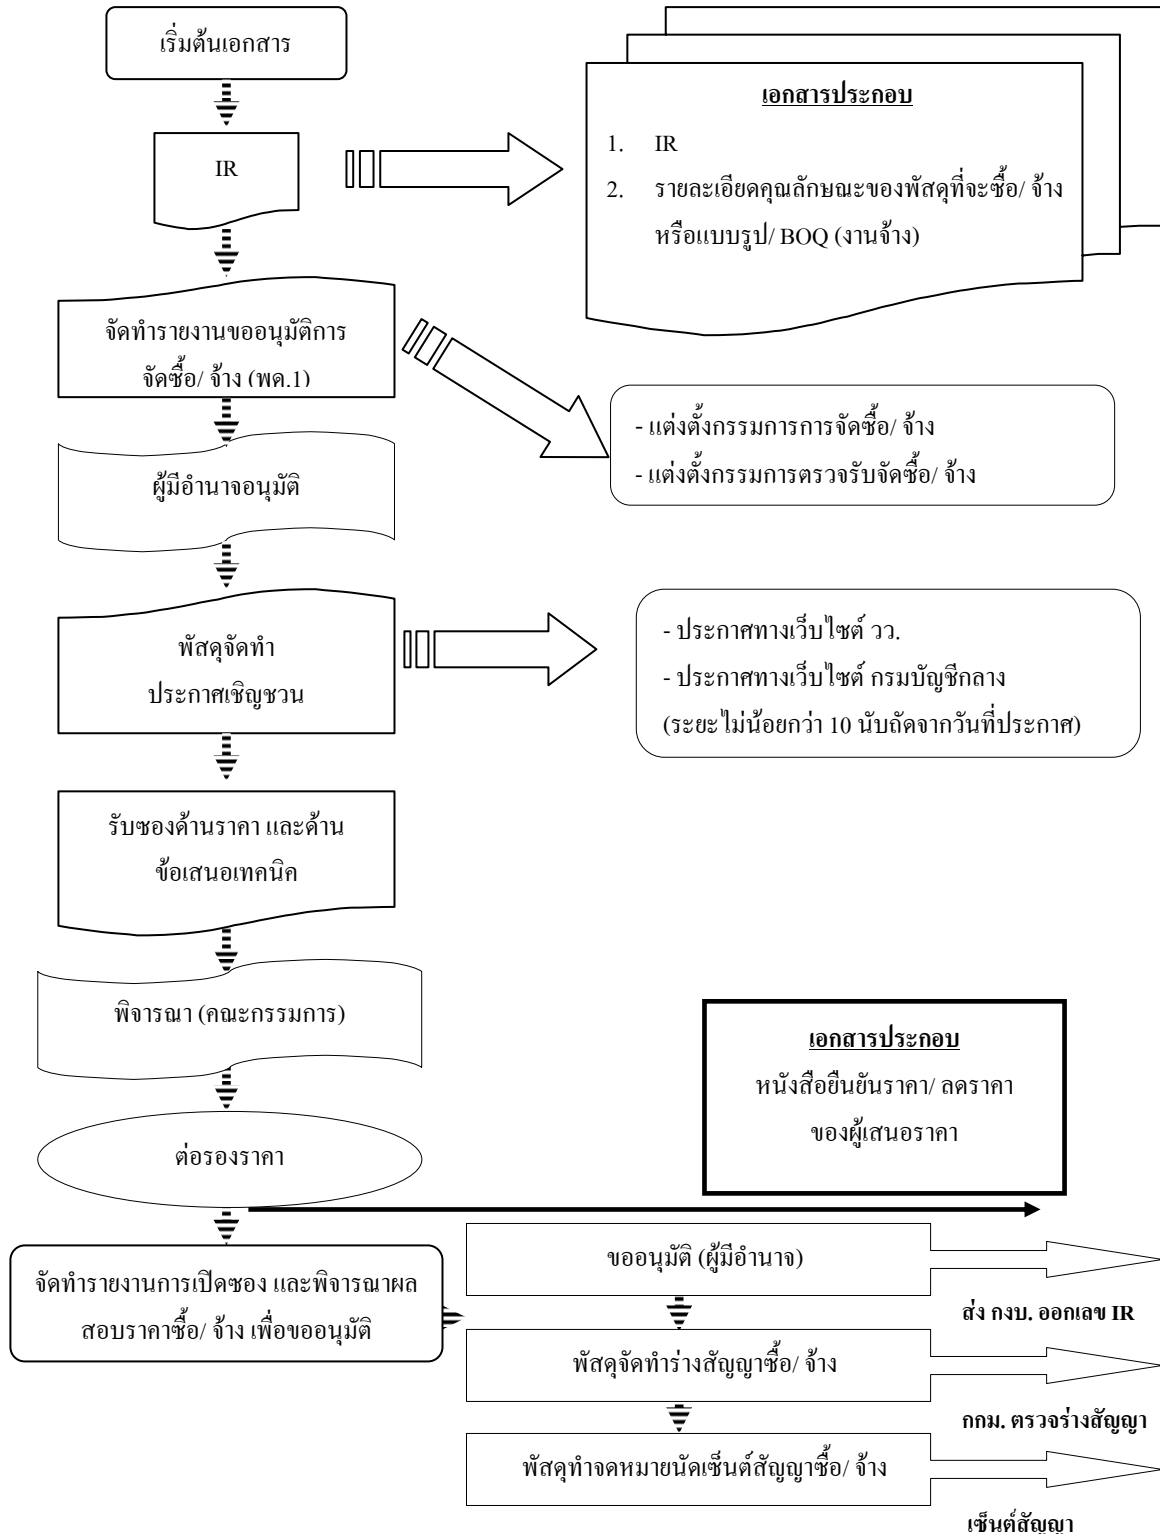 เริ่มต้นเอกสาร
IR
เอกสารประกอบ
1. IR
2. รายละเอียดคุณลักษณะของพัสดุที่จะซื้อ/ จ้าง
หรือแบบรูป/ BOQ (งานจ้าง)
จัดทำรายงานขออนุมัติการ
จัดซื้อ/ จ้าง (พด.1)
- แต่งตั้งกรรมการการจัดซื้อ/ จ้าง
- แต่งตั้งกรรมการตรวจรับจัดซื้อ/ จ้าง
ผู้มีอำนาจอนุมัติ
พัสดุจัดทำ
ประกาศเชิญชวน
- ประกาศทางเว็บไซต์ วว.
- ประกาศทางเว็บไซต์ กรมบัญชีกลาง
(ระยะไม่น้อยกว่า 10 นับถัดจากวันที่ประกาศ)
รับซองด้านราคา และด้าน
ข้อเสนอเทคนิค
พิจารณา (คณะกรรมการ)
เอกสารประกอบ
หนังสือยืนยันราคา/ ลดราคา
ของผู้เสนอราคา
ต่อรองราคา
จัดทำรายงานการเปิดซอง และพิจารณาผล
สอบราคาซื้อ/ จ้าง เพื่อขออนุมัติ
ขออนุมัติ (ผู้มีอำนาจ)
ส่ง กงบ. ออกเลข IR
พัสดุจัดทำร่างสัญญาซื้อ/ จ้าง
กกม. ตรวจร่างสัญญา
พัสดุทำจดหมายนัดเซ็นต์สัญญาซื้อ/ จ้าง
เซ็นต์สัญญา